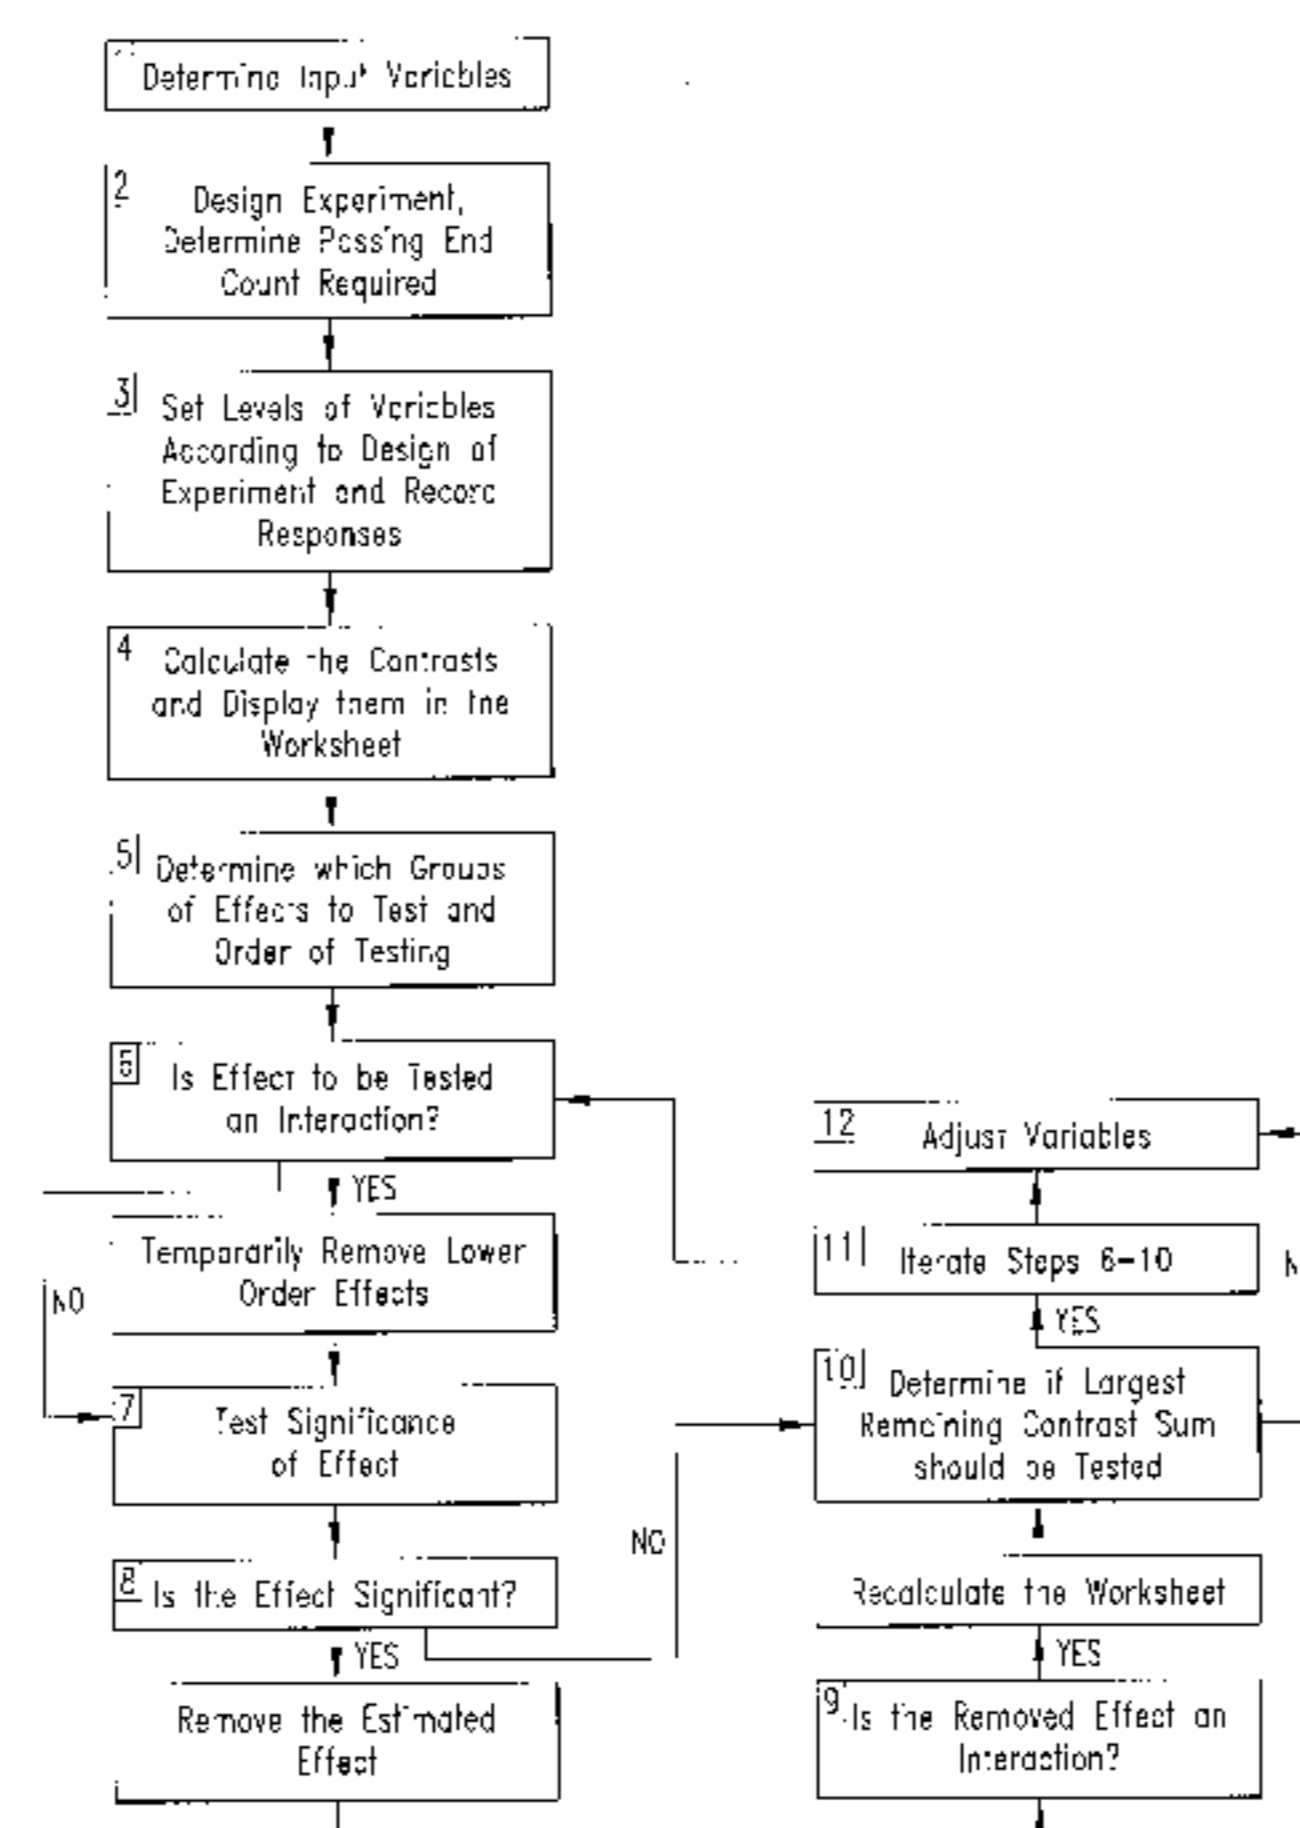 Determine Input Variables
2
Design Experiment,
Determine Passing End
Count Required
3
Set Levels of Variables
According to Design of
Experiment and Record
Responses
4
Calculate the Contrasts
and Display them in the
Worksheet
5
Determine which Groups
of Effects to Test and
Order of Testing
6
Is Effect to be Tested
an Interaction?
YES
NO
Temporarily Remove Lower
Order Effects
7
Test Significance
of Effect
8
Is the Effect Significant?
YES
NO
Remove the Estimated
Effect
12
Adjust Variables
11
Iterate Steps 6-10
YES
10
Determine if Largest
Remaining Contrast Sum
should be Tested
Recalculate the Worksheet
YES
9
Is the Removed Effect an
Interaction?